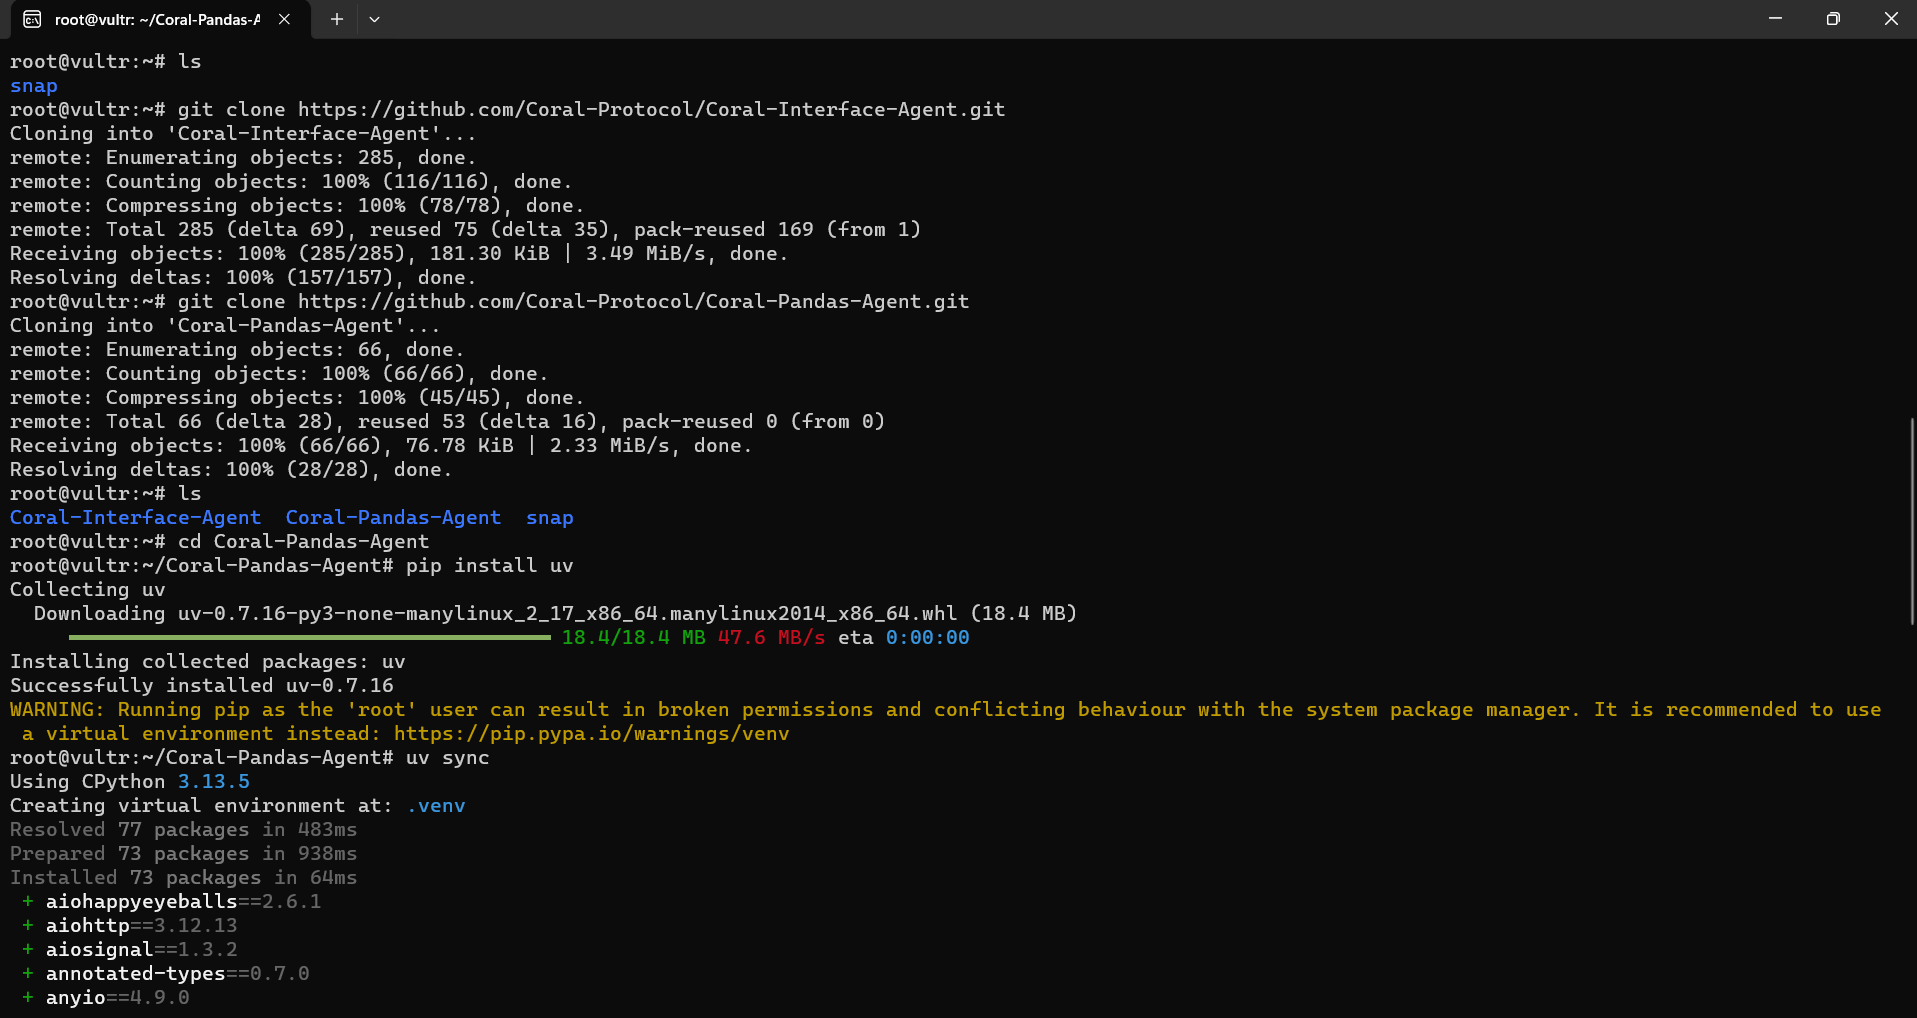 root@vultr: ~/Coral-Pandas-A
root@vultr:~# ls
snap
root@vultr:~# git clone https://github.com/Coral-Protocol/Coral-Interface-Agent.git
Cloning into 'Coral-Interface-Agent'...
remote: Enumerating objects: 285, done.
remote: Counting objects: 100% (116/116), done.
remote: Compressing objects: 100% (78/78), done.
remote: Total 285 (delta 69), reused 75 (delta 35), pack-reused 169 (from 1)
Receiving objects: 100% (285/285), 181.30 KiB | 3.49 MiB/s, done.
Resolving deltas: 100% (157/157), done.
root@vultr:~# git clone https://github.com/Coral-Protocol/Coral-Pandas-Agent.git
Cloning into 'Coral-Pandas-Agent'...
remote: Enumerating objects: 66, done.
remote: Counting objects: 100% (66/66), done.
remote: Compressing objects: 100% (45/45), done.
remote: Total 66 (delta 28), reused 53 (delta 16), pack-reused 0 (from 0)
Receiving objects: 100% (66/66), 76.78 KiB | 2.33 MiB/s, done.
Resolving deltas: 100% (28/28), done.
root@vultr:~# ls
Coral-Interface-Agent  Coral-Pandas-Agent  snap
root@vultr:~# cd Coral-Pandas-Agent
root@vultr:~/Coral-Pandas-Agent# pip install uv
Collecting uv
  Downloading uv-0.7.16-py3-none-manylinux_2_17_x86_64.manylinux2014_x86_64.whl (18.4 MB)
18.4/18.4 MB 47.6 MB/s eta 0:00:00
Installing collected packages: uv
Successfully installed uv-0.7.16
WARNING: Running pip as the 'root' user can result in broken permissions and conflicting behaviour with the system package manager. It is recommended to use
 a virtual environment instead: https://pip.pypa.io/warnings/venv
root@vultr:~/Coral-Pandas-Agent# uv sync
Using CPython 3.13.5
Creating virtual environment at: .venv
Resolved 77 packages in 483ms
Prepared 73 packages in 938ms
Installed 73 packages in 64ms
 + aiohappyeyeballs==2.6.1
 + aiohttp==3.12.13
 + aiosignal==1.3.2
 + annotated-types==0.7.0
 + anyio==4.9.0